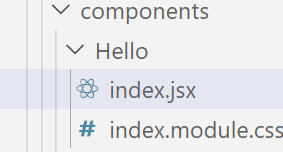 components
Hello
index.jsx
# index.module.css